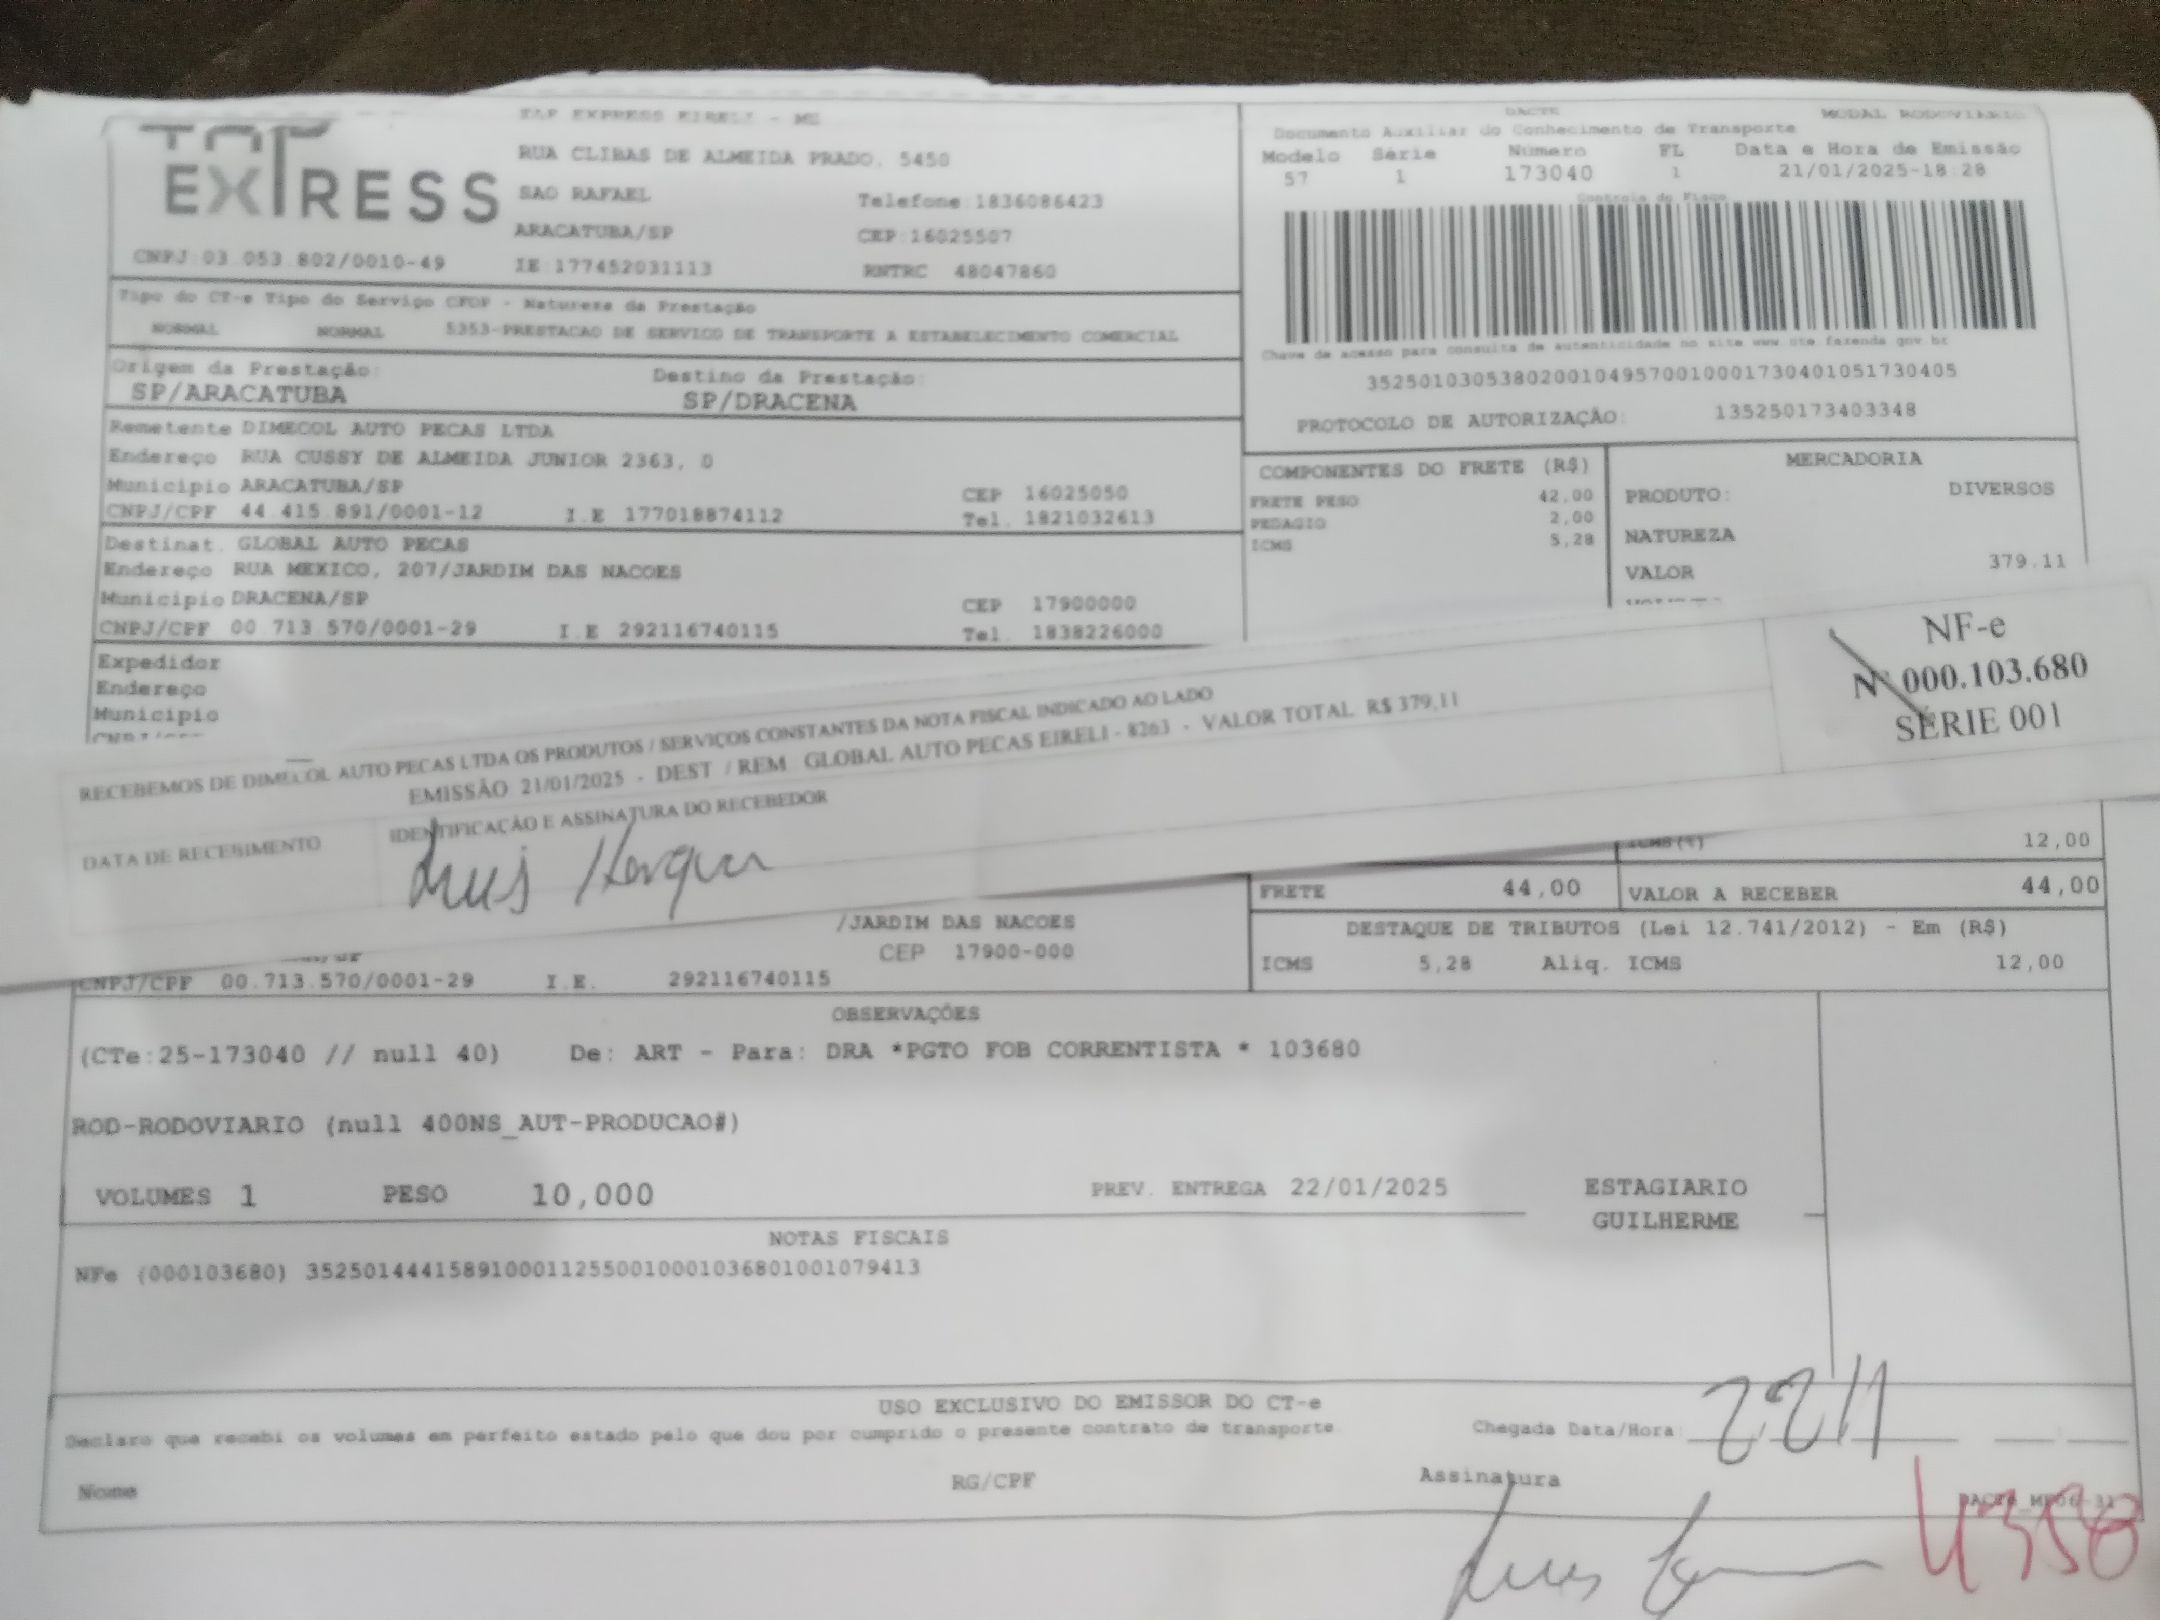 TAP EXPRESS
TAP EXPRESS EIRELI - ME
RUA CLIBAS DE ALMEIDA PRADO, 5450
SAO RAFAEL Telefone:1836086423
ARACATUBA/SP CEP:16025507
CNPJ:03.053.802/0010-49 IE:177452031113 RNTRC 48047860
DACTE MODAL RODOVIARIO
Documento Auxiliar do Conhecimento de Transporte
Modelo Série Número FL Data e Hora de Emissão
57 1 173040 1 21/01/2025-18:28
Controle do Fisco
Chave de acesso para consulta de autenticidade no site www.cte.fazenda.gov.br
35250103053802001049570010001730401051730405
PROTOCOLO DE AUTORIZAÇÃO: 135250173403348
Tipo do CT-e Tipo do Serviço CFOP - Natureza da Prestação
NORMAL NORMAL 5353-PRESTACAO DE SERVICO DE TRANSPORTE A ESTABELECIMENTO COMERCIAL
Origem da Prestação: Destino da Prestação:
SP/ARACATUBA SP/DRACENA
Remetente DIMECOL AUTO PECAS LTDA
Endereço RUA CUSSY DE ALMEIDA JUNIOR 2363, 0
Municipio ARACATUBA/SP CEP 16025050
CNPJ/CPF 44.415.891/0001-12 I.E 177018874112 Tel. 1821032613
Destinat. GLOBAL AUTO PECAS
Endereço RUA MEXICO, 207/JARDIM DAS NACOES
Municipio DRACENA/SP CEP 17900000
CNPJ/CPF 00.713.570/0001-29 I.E 292116740115 Tel. 1838226000
Expedidor
Endereço
Municipio
COMPONENTES DO FRETE (R$)
FRETE PESO 42,00
PEDAGIO 2,00
ICMS 5,28
MERCADORIA
PRODUTO: DIVERSOS
NATUREZA
VALOR 379.11
RECEBEMOS DE DIMECOL AUTO PECAS LTDA OS PRODUTOS / SERVIÇOS CONSTANTES DA NOTA FISCAL INDICADO AO LADO
EMISSÃO 21/01/2025 - DEST / REM GLOBAL AUTO PECAS EIRELI - 8263 - VALOR TOTAL R$ 379,11
DATA DE RECEBIMENTO IDENTIFICAÇÃO E ASSINATURA DO RECEBEDOR
NF-e
Nº 000.103.680
SÉRIE 001
Luis
12,00
FRETE 44,00 VALOR A RECEBER 44,00
/JARDIM DAS NACOES
CEP 17900-000
CNPJ/CPF 00.713.570/0001-29 I.E. 292116740115
DESTAQUE DE TRIBUTOS (Lei 12.741/2012) - Em (R$)
ICMS 5,28 Aliq. ICMS 12,00
OBSERVAÇÕES
(CTe:25-173040 // null 40) De: ART - Para: DRA *PGTO FOB CORRENTISTA * 103680
ROD-RODOVIARIO (null 400NS_AUT-PRODUCAO#)
VOLUMES 1 PESO 10,000 PREV. ENTREGA 22/01/2025 ESTAGIARIO
GUILHERME
NOTAS FISCAIS
NFe (000103680) 35250144415891000112550010001036801001079413
USO EXCLUSIVO DO EMISSOR DO CT-e
Declaro que recebi os volumes em perfeito estado pelo que dou por cumprido o presente contrato de transporte. Chegada Data/Hora: 22/1
Nome RG/CPF Assinatura
Luis
4358